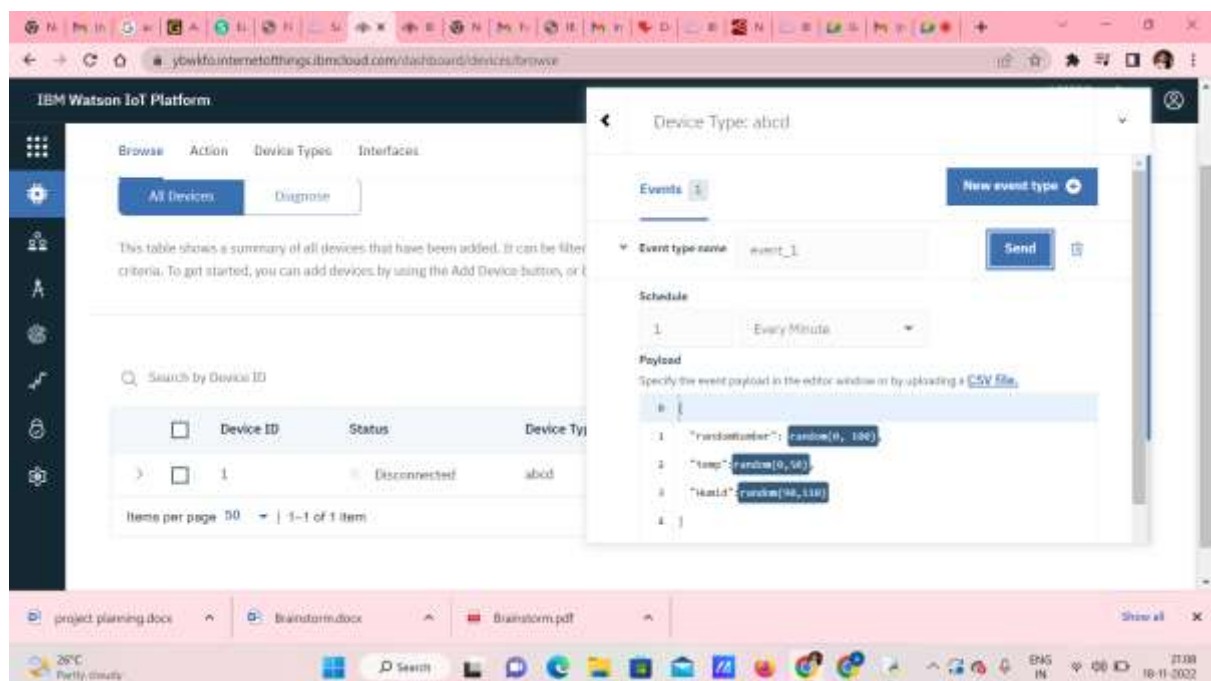 ybwkfo.internetofthings.ibmcloud.com/dashboard/devices/browse
IBM Watson IoT Platform
Browse Action Device Types Interfaces
All Devices Diagnose
This table shows a summary of all devices that have been added. It can be filter
criteria. To get started, you can add devices by using the Add Device button, or
Search by Device ID
Device ID Status Device Ty
1 Disconnected abcd
Items per page 50 | 1–1 of 1 item
Device Type: abcd
Events 1
New event type
Event type name event_1 Send
Schedule
1 Every Minute
Payload
Specify the event payload in the editor window or by uploading a CSV file.
0 {
1 "randomNumber": random(0, 100),
2 "temp":random(0,50),
3 "Humid":random(90,110)
4 }
project planning.docx Brainstorm.docx Brainstorm.pdf Show all
26°C
Partly cloudy
Search
ENG
IN
21:08
18-11-2022